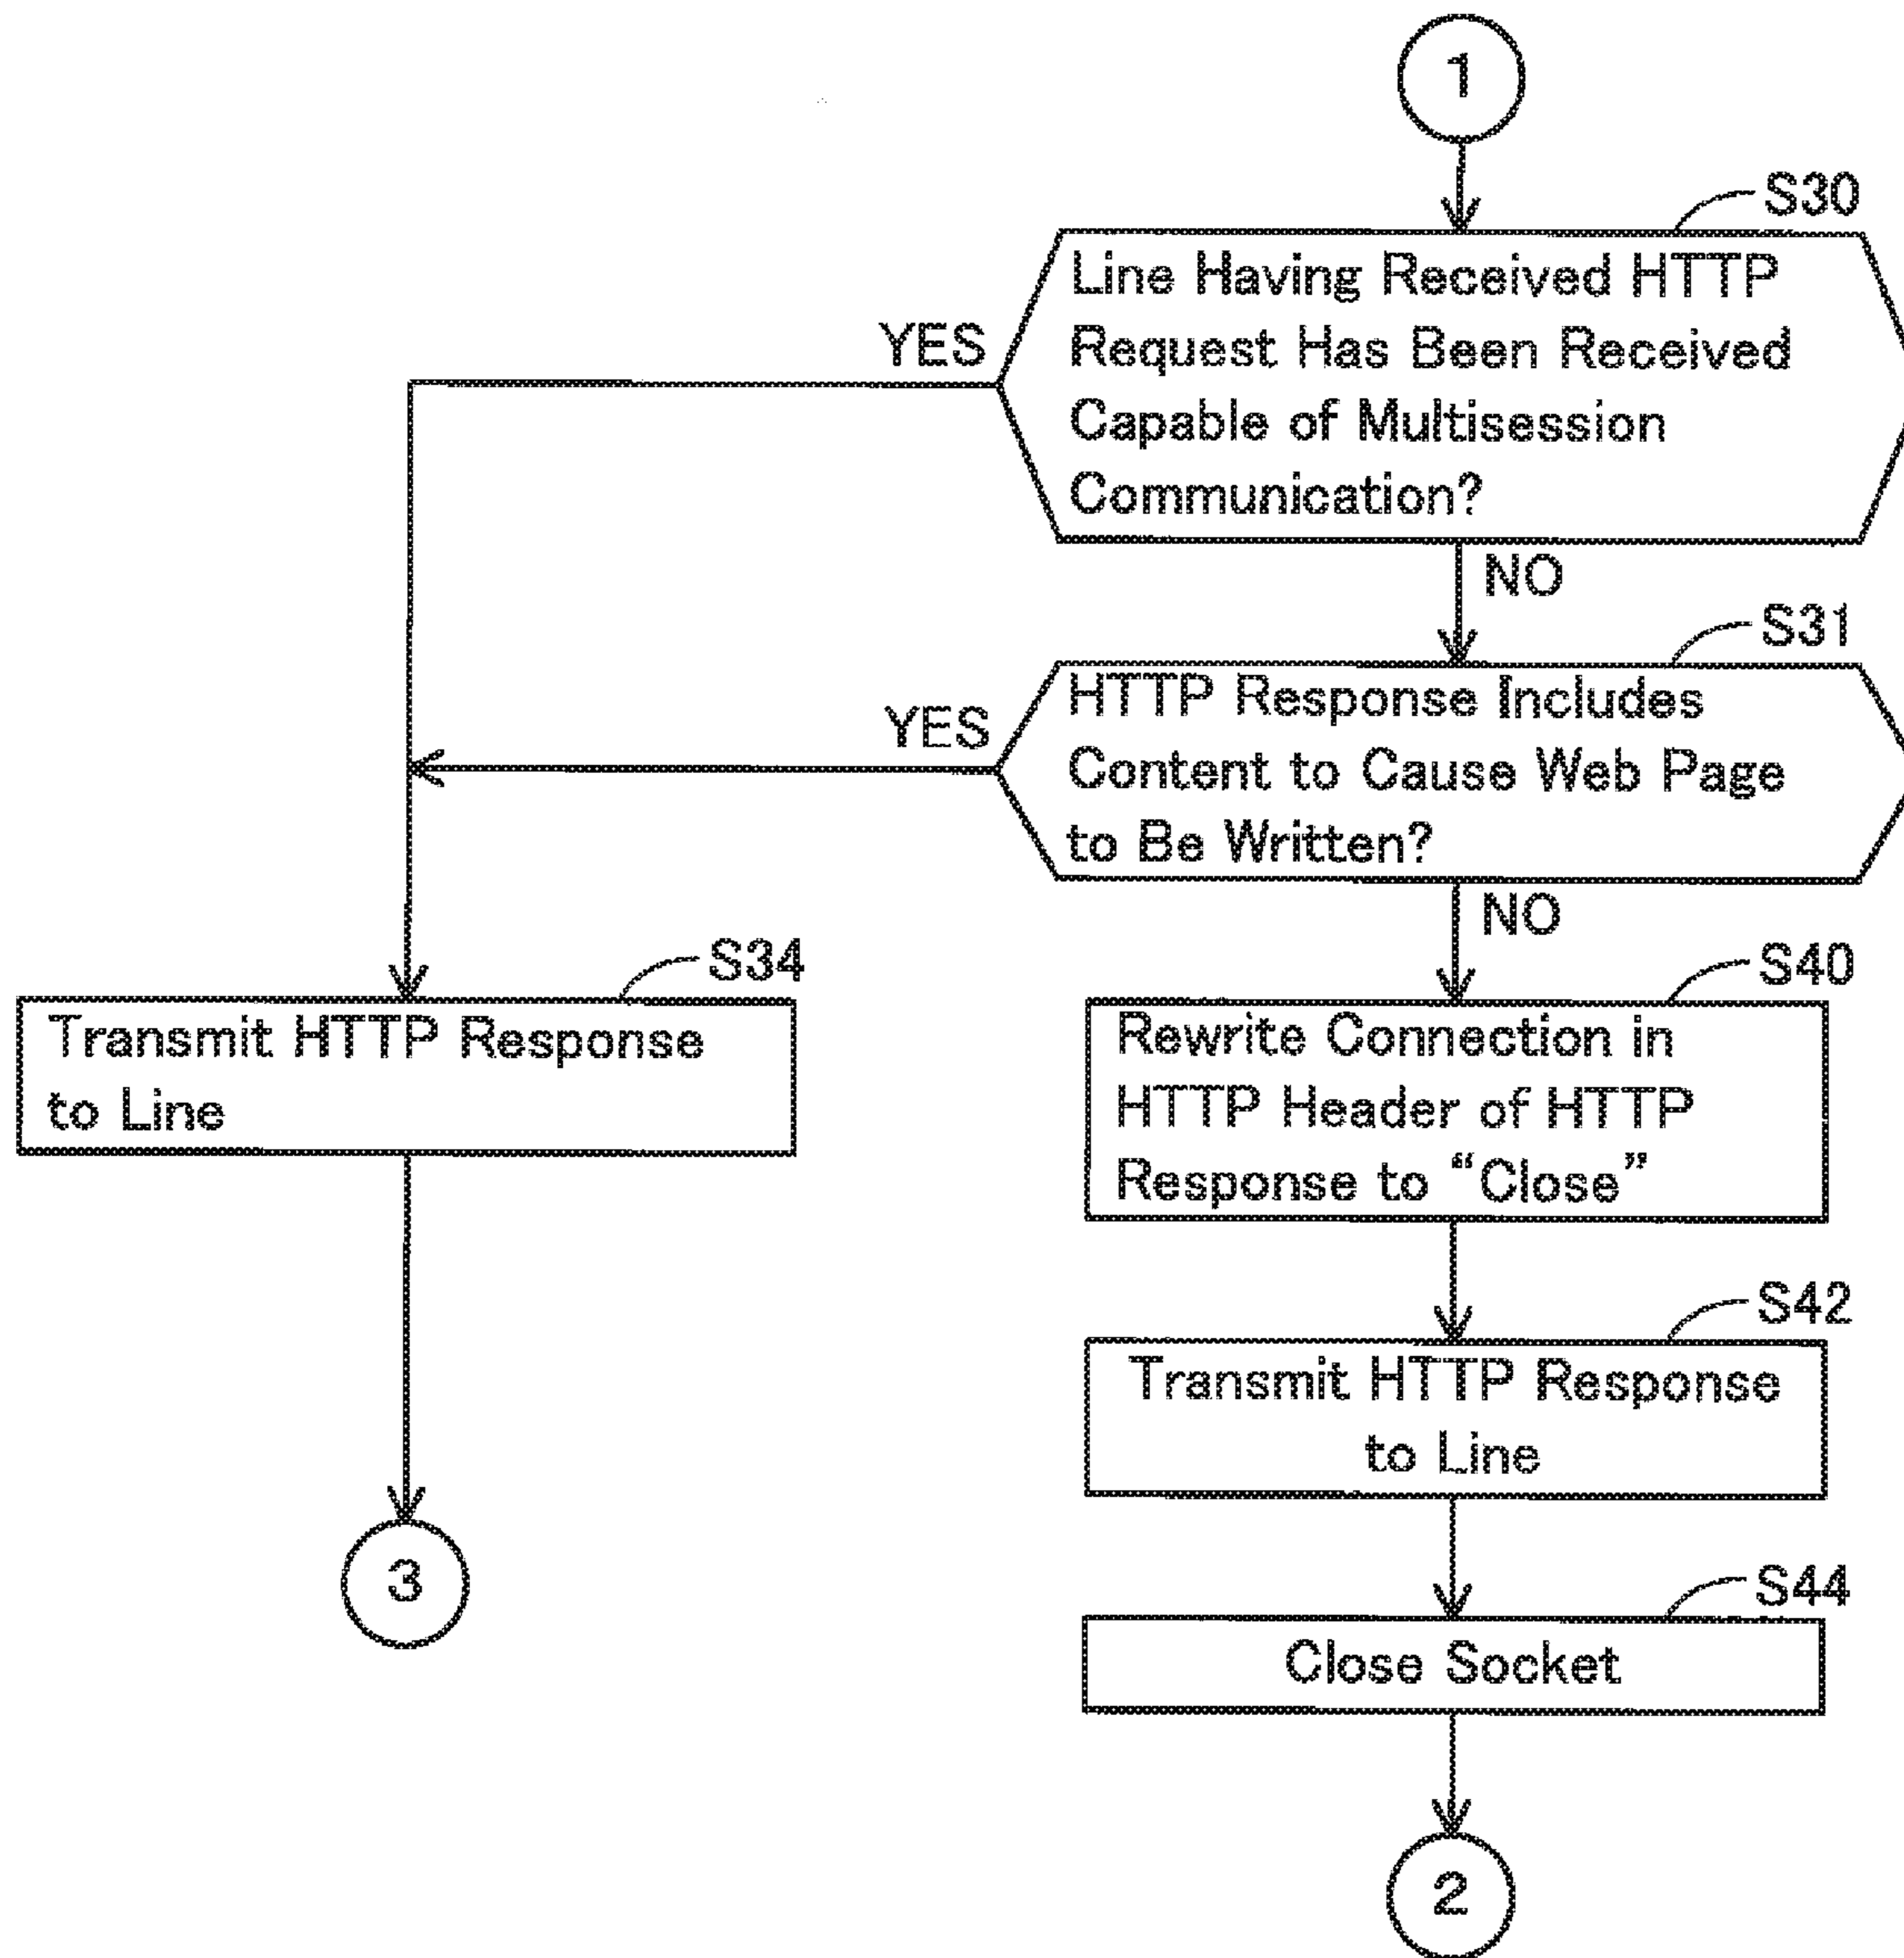 1
S30
Line Having Received HTTP
Request Has Been Received
Capable of Multisession
Communication?
YES
NO
S31
HTTP Response Includes
Content to Cause Web Page
to Be Written?
YES
NO
S34
Transmit HTTP Response
to Line
S40
Rewrite Connection in
HTTP Header of HTTP
Response to “Close”
S42
Transmit HTTP Response
to Line
3
S44
Close Socket
2